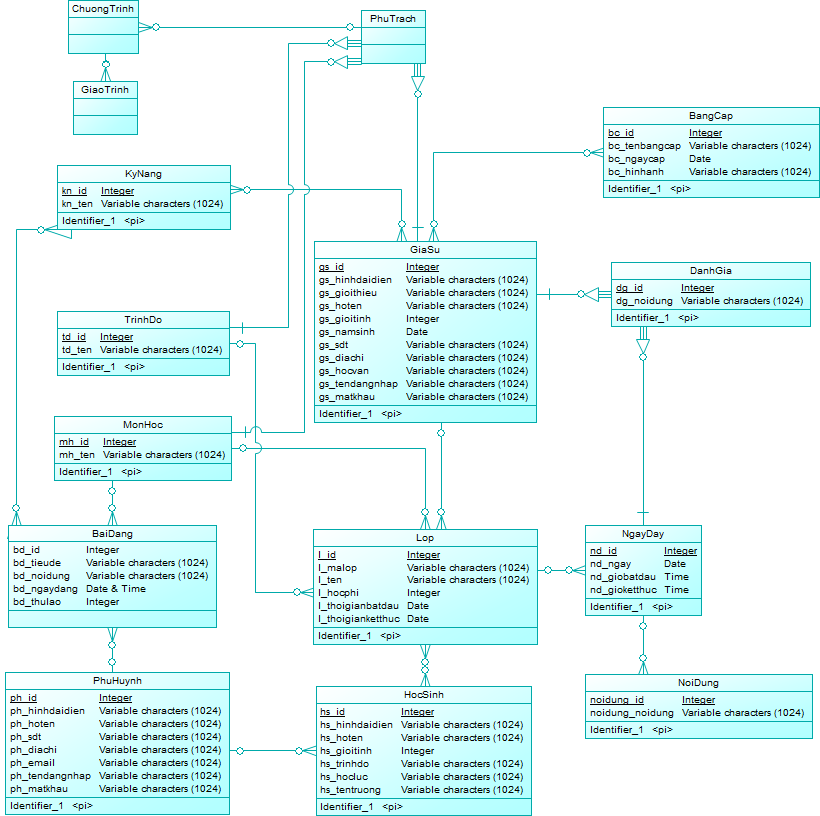 ChuongTrinh
PhuTrach
GiaoTrinh
BangCap
bc_id Integer
bc_tenbangcap Variable characters (1024)
bc_ngaycap Date
bc_hinhanh Variable characters (1024)
Identifier_1 <pi>
KyNang
kn_id Integer
kn_ten Variable characters (1024)
Identifier_1 <pi>
GiaSu
gs_id Integer
gs_hinhdaidien Variable characters (1024)
gs_gioithieu Variable characters (1024)
gs_hoten Variable characters (1024)
gs_gioitinh Integer
gs_namsinh Date
gs_sdt Variable characters (1024)
gs_diachi Variable characters (1024)
gs_hocvan Variable characters (1024)
gs_tendangnhap Variable characters (1024)
gs_matkhau Variable characters (1024)
Identifier_1 <pi>
DanhGia
dg_id Integer
dg_noidung Variable characters (1024)
Identifier_1 <pi>
TrinhDo
td_id Integer
td_ten Variable characters (1024)
Identifier_1 <pi>
MonHoc
mh_id Integer
mh_ten Variable characters (1024)
Identifier_1 <pi>
BaiDang
bd_id Integer
bd_tieude Variable characters (1024)
bd_noidung Variable characters (1024)
bd_ngaydang Date & Time
bd_thulao Integer
Lop
l_id Integer
l_malop Variable characters (1024)
l_ten Variable characters (1024)
l_hocphi Integer
l_thoigianbatdau Date
l_thoigianketthuc Date
Identifier_1 <pi>
NgayDay
nd_id Integer
nd_ngay Date
nd_giobatdau Time
nd_gioketthuc Time
Identifier_1 <pi>
PhuHuynh
ph_id Integer
ph_hinhdaidien Variable characters (1024)
ph_hoten Variable characters (1024)
ph_sdt Variable characters (1024)
ph_diachi Variable characters (1024)
ph_email Variable characters (1024)
ph_tendangnhap Variable characters (1024)
ph_matkhau Variable characters (1024)
Identifier_1 <pi>
HocSinh
hs_id Integer
hs_hinhdaidien Variable characters (1024)
hs_hoten Variable characters (1024)
hs_gioitinh Integer
hs_trinhdo Variable characters (1024)
hs_hocluc Variable characters (1024)
hs_tentruong Variable characters (1024)
Identifier_1 <pi>
NoiDung
noidung_id Integer
noidung_noidung Variable characters (1024)
Identifier_1 <pi>